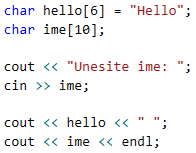 char hello[6] = "Hello";
char ime[10];
cout << "Unesite ime: ";
cin >> ime;
cout << hello << " ";
cout << ime << endl;